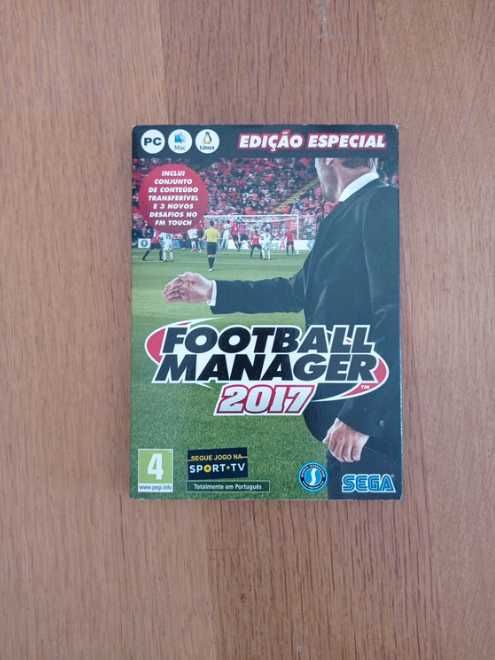 PC
Mac
Linux
EDIÇÃO ESPECIAL
INCLUI
CONJUNTO
DE CONTEÚDO
TRANSFERÍVEL
E 3 NOVOS
DESAFIOS NO
FM TOUCH
FOOTBALL
MANAGER™
2017
4
www.pegi.info
SEGUE JOGO NA
SPORT•TV
Totalmente em Português
SEGA